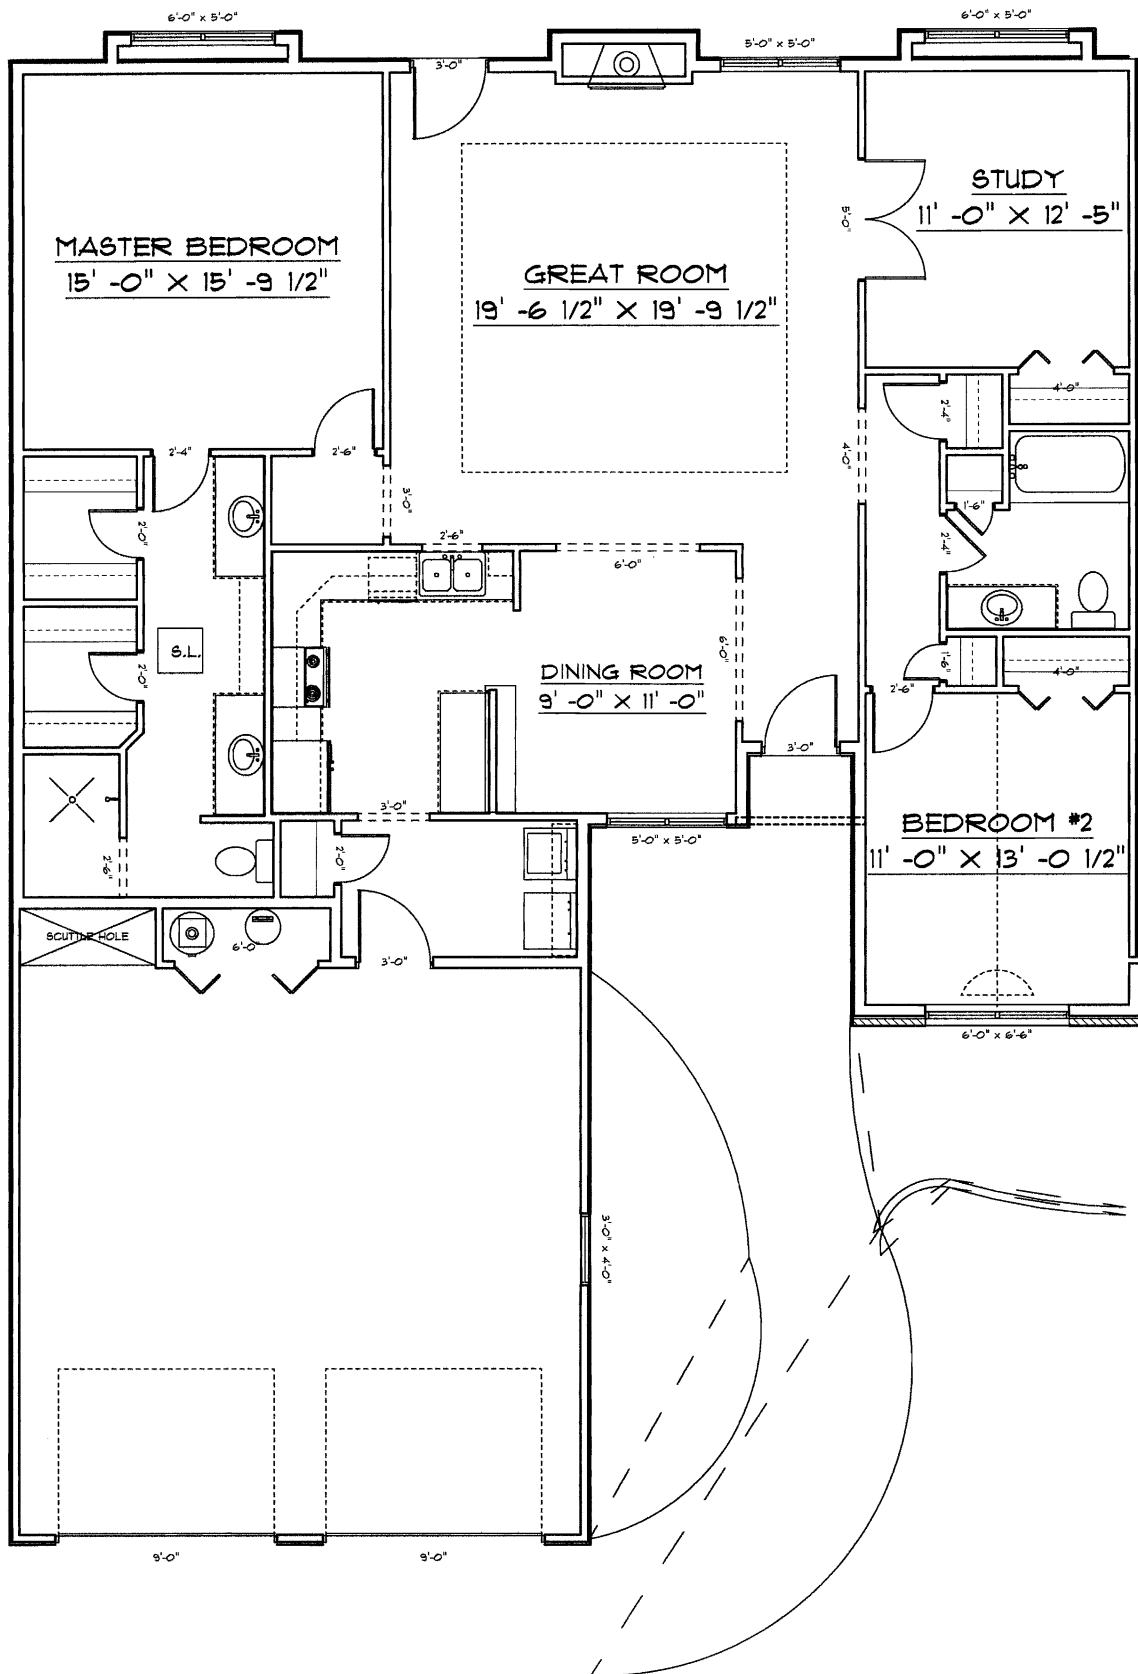 6'-0" x 5'-0"
6'-0" x 5'-0"
5'-0" x 5'-0"
3'-0"
STUDY
11' -0" X 12' -5"
5'-0"
MASTER BEDROOM
15' -0" X 15' -9 1/2"
GREAT ROOM
19' -6 1/2" X 19' -9 1/2"
4'-0"
2'-4"
2'-4"
2'-6"
4'-0"
3'-0"
1'-6"
2'-0"
2'-6"
2'-4"
6'-0"
S.L.
6'-0"
2'-0"
DINING ROOM
9' -0" X 11' -0"
1'-6"
4'-0"
2'-6"
3'-0"
3'-0"
BEDROOM #2
11' -0" X 13' -0 1/2"
5'-0" x 5'-0"
2'-0"
2'-6"
SCUTTLE HOLE
6'-0"
3'-0"
6'-0" x 6'-6"
3'-0" x 4'-0"
9'-0"
9'-0"